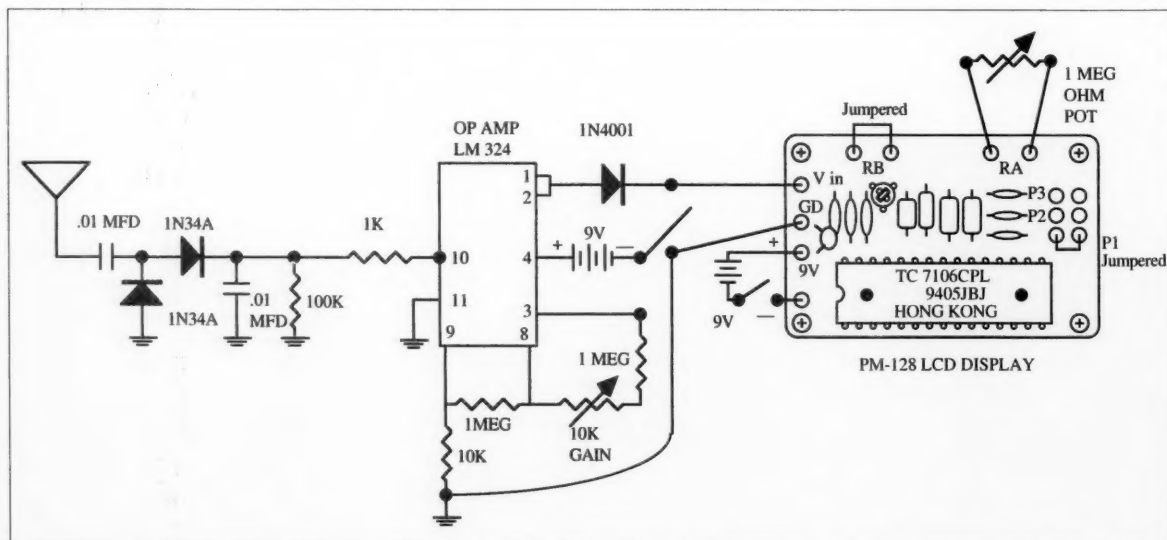 1 MEG
OHM
POT
Jumpered
OP AMP
LM 324
1N4001
RB
RA
1
2
V in
P3
.01 MFD
1N34A
1K
GD
P2
+
9V
—
10
4
+
9V
P1
Jumpered
1N34A
.01
MFD
100K
11
3
TC 7106CPL
9405JBJ
HONG KONG
9
8
1 MEG
9V
—
PM-128 LCD DISPLAY
1MEG
10K
GAIN
10K